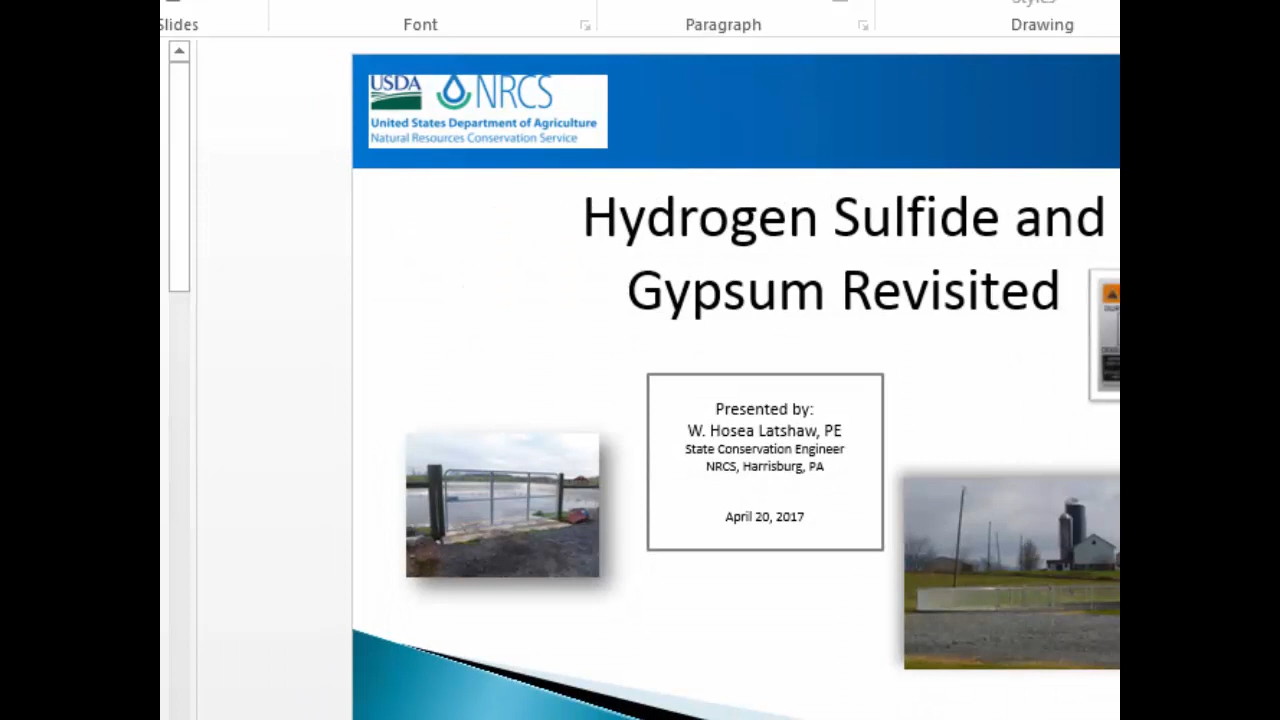 Slides
Font
Paragraph
Drawing
USDA
NRCS
United States Department of Agriculture
Natural Resources Conservation Service
Hydrogen Sulfide and
Gypsum Revisited
Presented by:
W. Hosea Latshaw, PE
State Conservation Engineer
NRCS, Harrisburg, PA
April 20, 2017